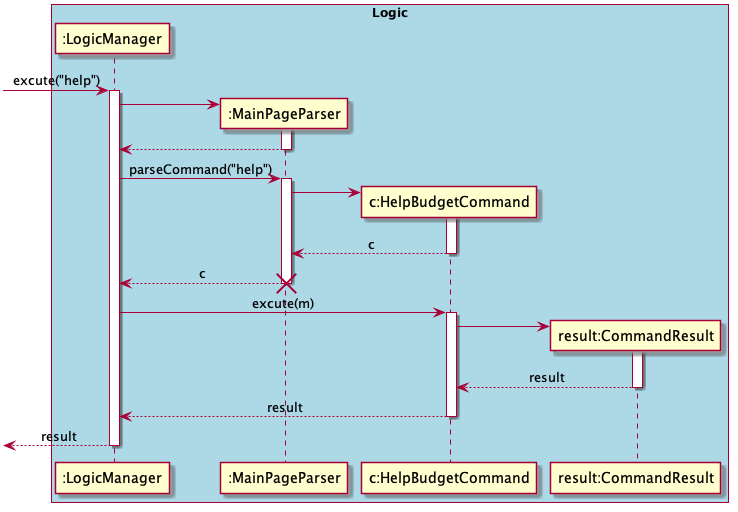 Logic
:LogicManager
excute("help")
:MainPageParser
parseCommand("help")
c:HelpBudgetCommand
c
c
excute(m)
result:CommandResult
result
result
result
:LogicManager
:MainPageParser
c:HelpBudgetCommand
result:CommandResult